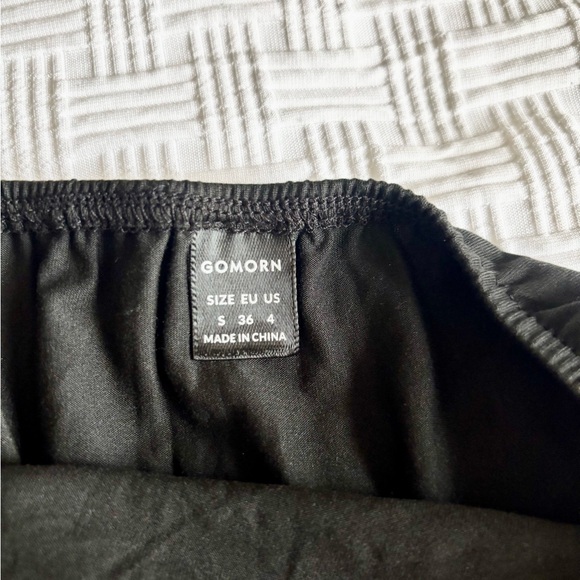 GOMORN
SIZE EU US
S 36 4
MADE IN CHINA